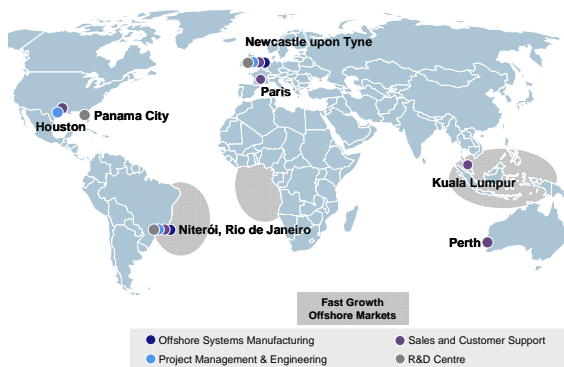 Newcastle upon Tyne
Paris
Panama City
Houston
Kuala Lumpur
Niterói, Rio de Janeiro
Perth
Fast Growth
Offshore Markets
Offshore Systems Manufacturing
Sales and Customer Support
Project Management & Engineering
R&D Centre